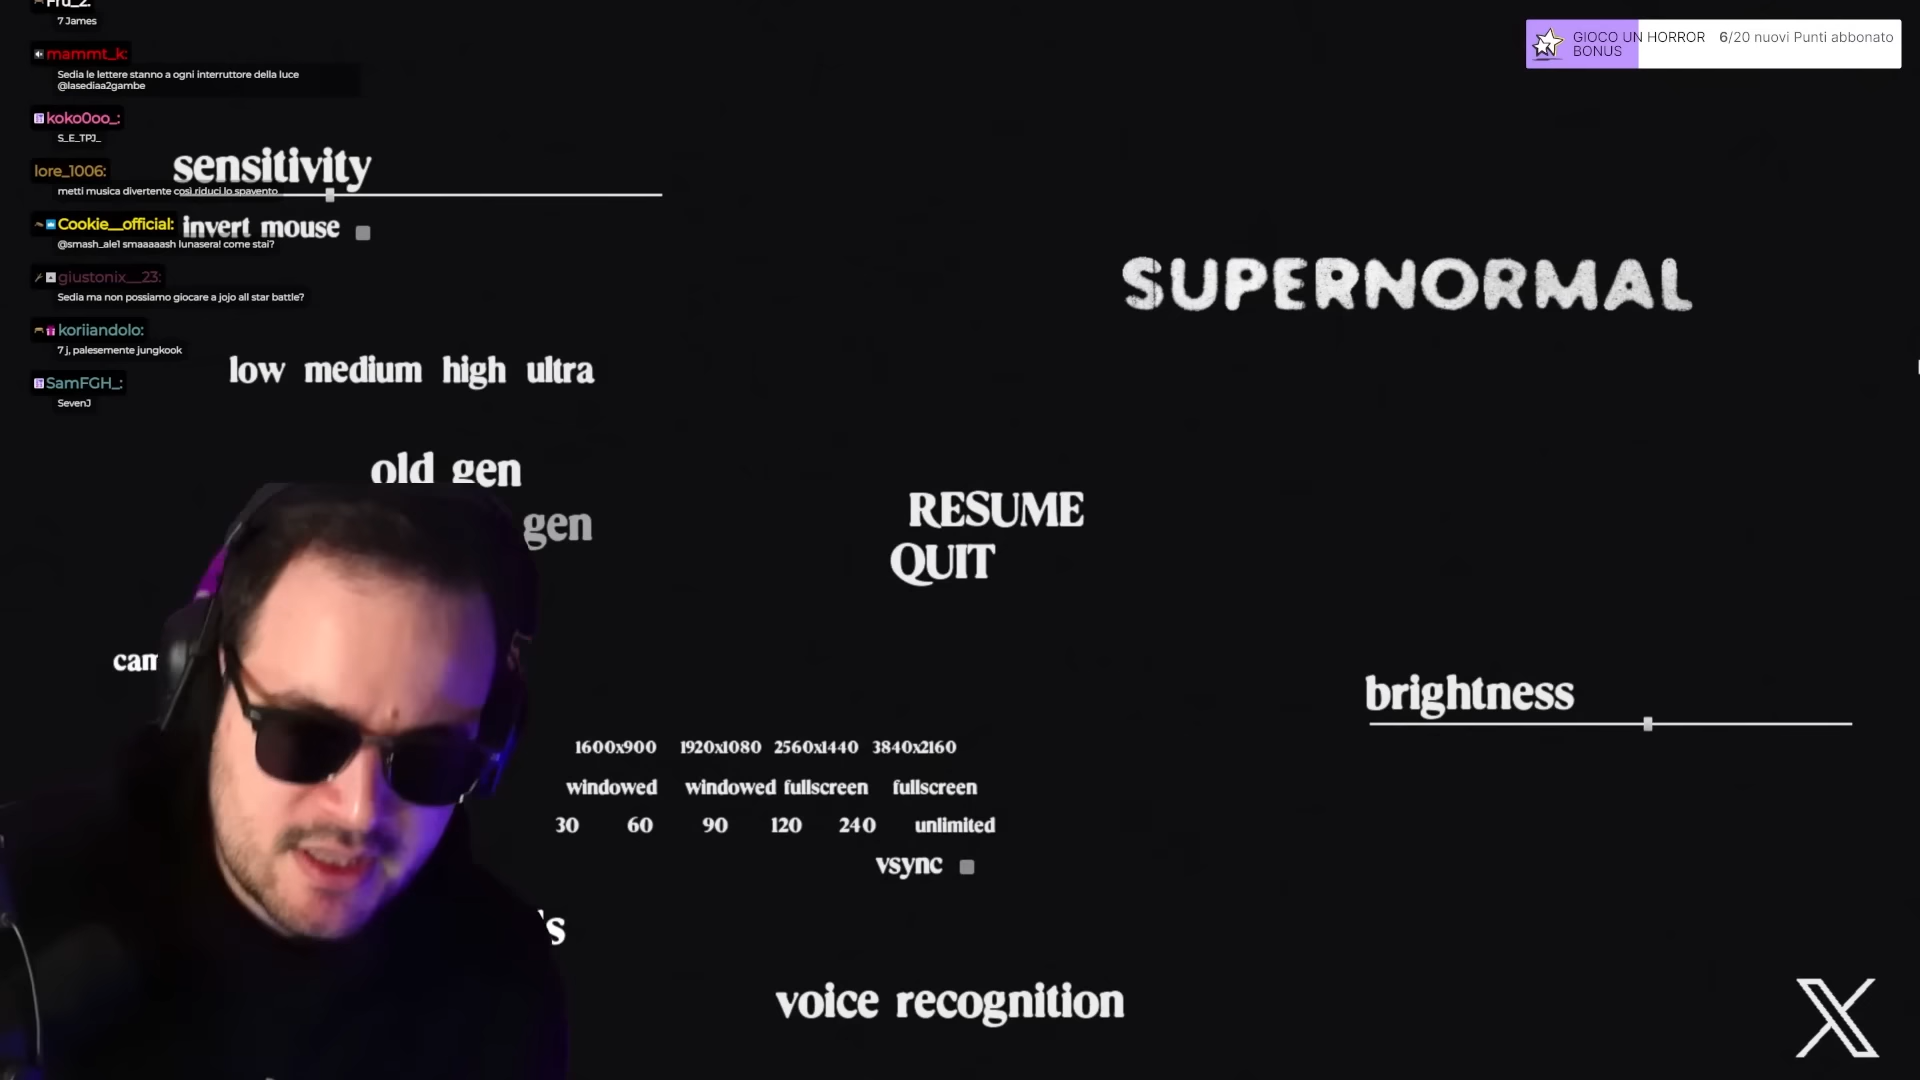 Fru_2:
7 James
mammt_k:
Sedia le lettere stanno a ogni interruttore della luce
@lasediaa2gambe
koko0oo_:
S_E_TPJ_
lore_1006:
metti musica divertente così riduci lo spavento
Cookie__official:
@smash_ale1 smaaaaash lunasera! come stai?
giustonix__23:
Sedia ma non possiamo giocare a jojo all star battle?
koriiandolo:
7 j, palesemente jungkook
SamFGH_:
SevenJ
GIOCO UN HORROR
BONUS
6/20 nuovi Punti abbonato
sensitivity
invert mouse
SUPERNORMAL
low medium high ultra
old gen
gen
RESUME
QUIT
brightness
1600x900 1920x1080 2560x1440 3840x2160
windowed windowed fullscreen fullscreen
30 60 90 120 240 unlimited
vsync
voice recognition